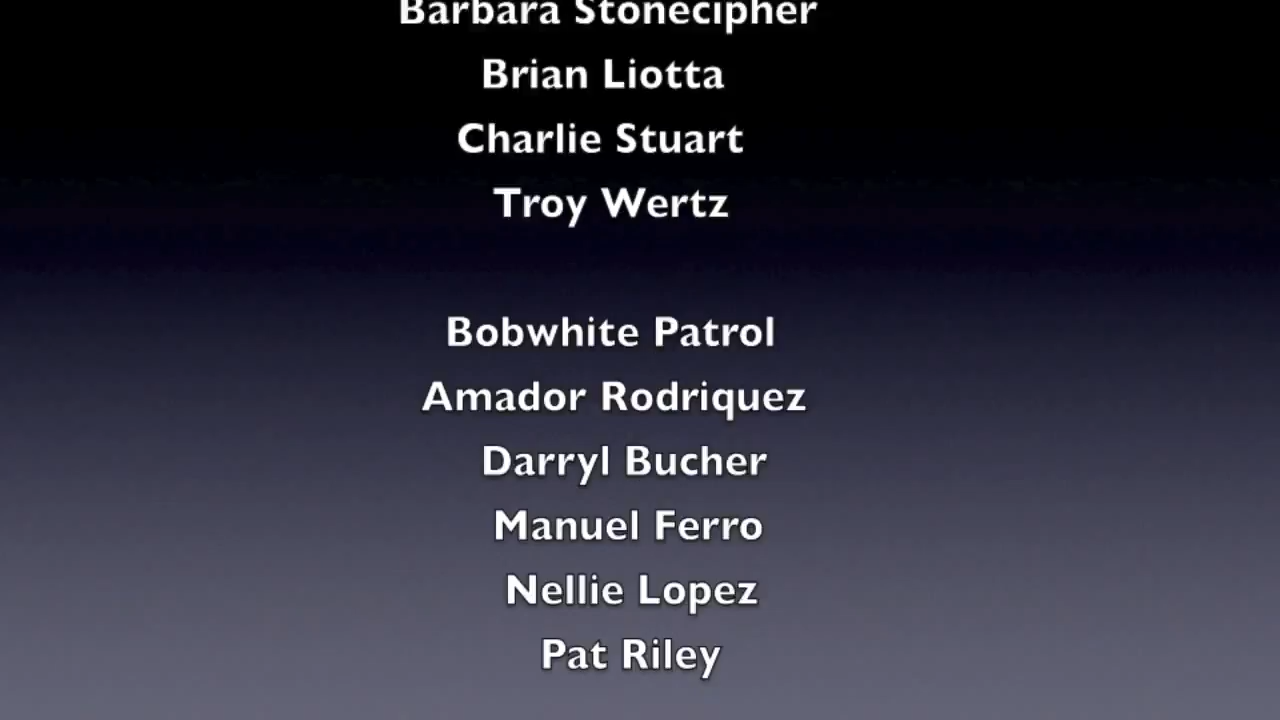 Barbara Stonecipher
Brian Liotta
Charlie Stuart
Troy Wertz
Bobwhite Patrol
Amador Rodriquez
Darryl Bucher
Manuel Ferro
Nellie Lopez
Pat Riley